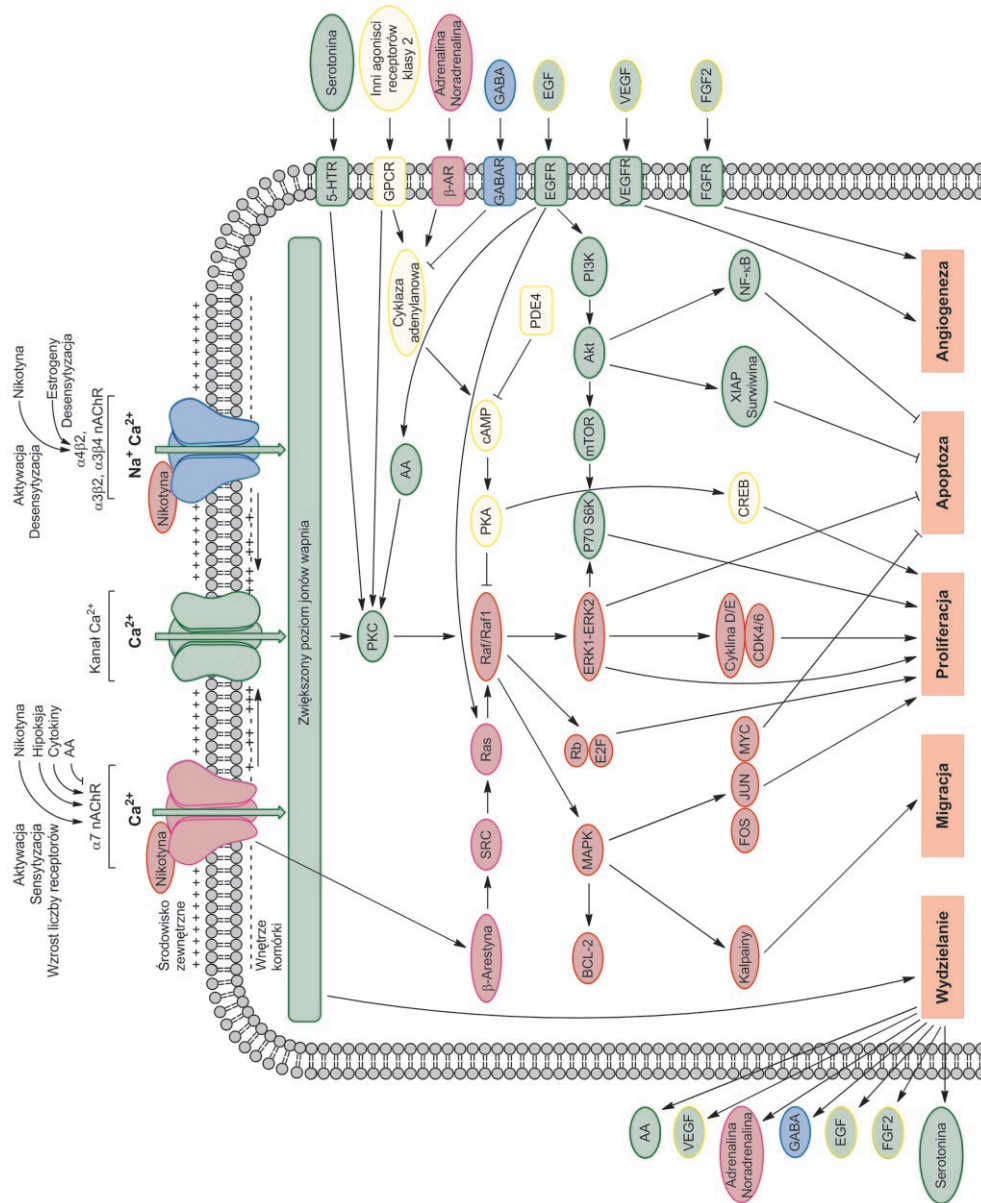 Aktywacja
Sensytyzacja
Wzrost liczby receptorów
Nikotyna
Hipoksja
Cytokiny
AA
α7 nAChR
Ca²⁺
Nikotyna
Kanał Ca²⁺
Ca²⁺
Aktywacja
Desensytyzacja
Nikotyna
Estrogeny
Desensytyzacja
α4β2,
α3β2, α3β4 nAChR
Na⁺ Ca²⁺
Nikotyna
Środowisko
zewnętrzne
Wnętrze
komórki
Zwiększony poziom jonów wapnia
5-HTR
Serotonina
GPCR
Inni agoniści
receptorów
klasy 2
β-AR
Adrenalina
Noradrenalina
GABAR
GABA
EGFR
EGF
VEGFR
VEGF
FGFR
FGF2
PKC
AA
Cyklaza
adenylanowa
β-Arestyna
SRC
Ras
Raf/Raf1
PKA
cAMP
PDE4
BCL-2
MAPK
Rb
E2F
ERK1-ERK2
P70 S6K
mTOR
Akt
PI3K
Kalpainy
FOS
JUN
MYC
Cyklina D/E
CDK4/6
CREB
XIAP
Surwiwina
NF-κB
Wydzielanie
Migracja
Proliferacja
Apoptoza
Angiogeneza
AA
VEGF
Adrenalina
Noradrenalina
GABA
EGF
FGF2
Serotonina